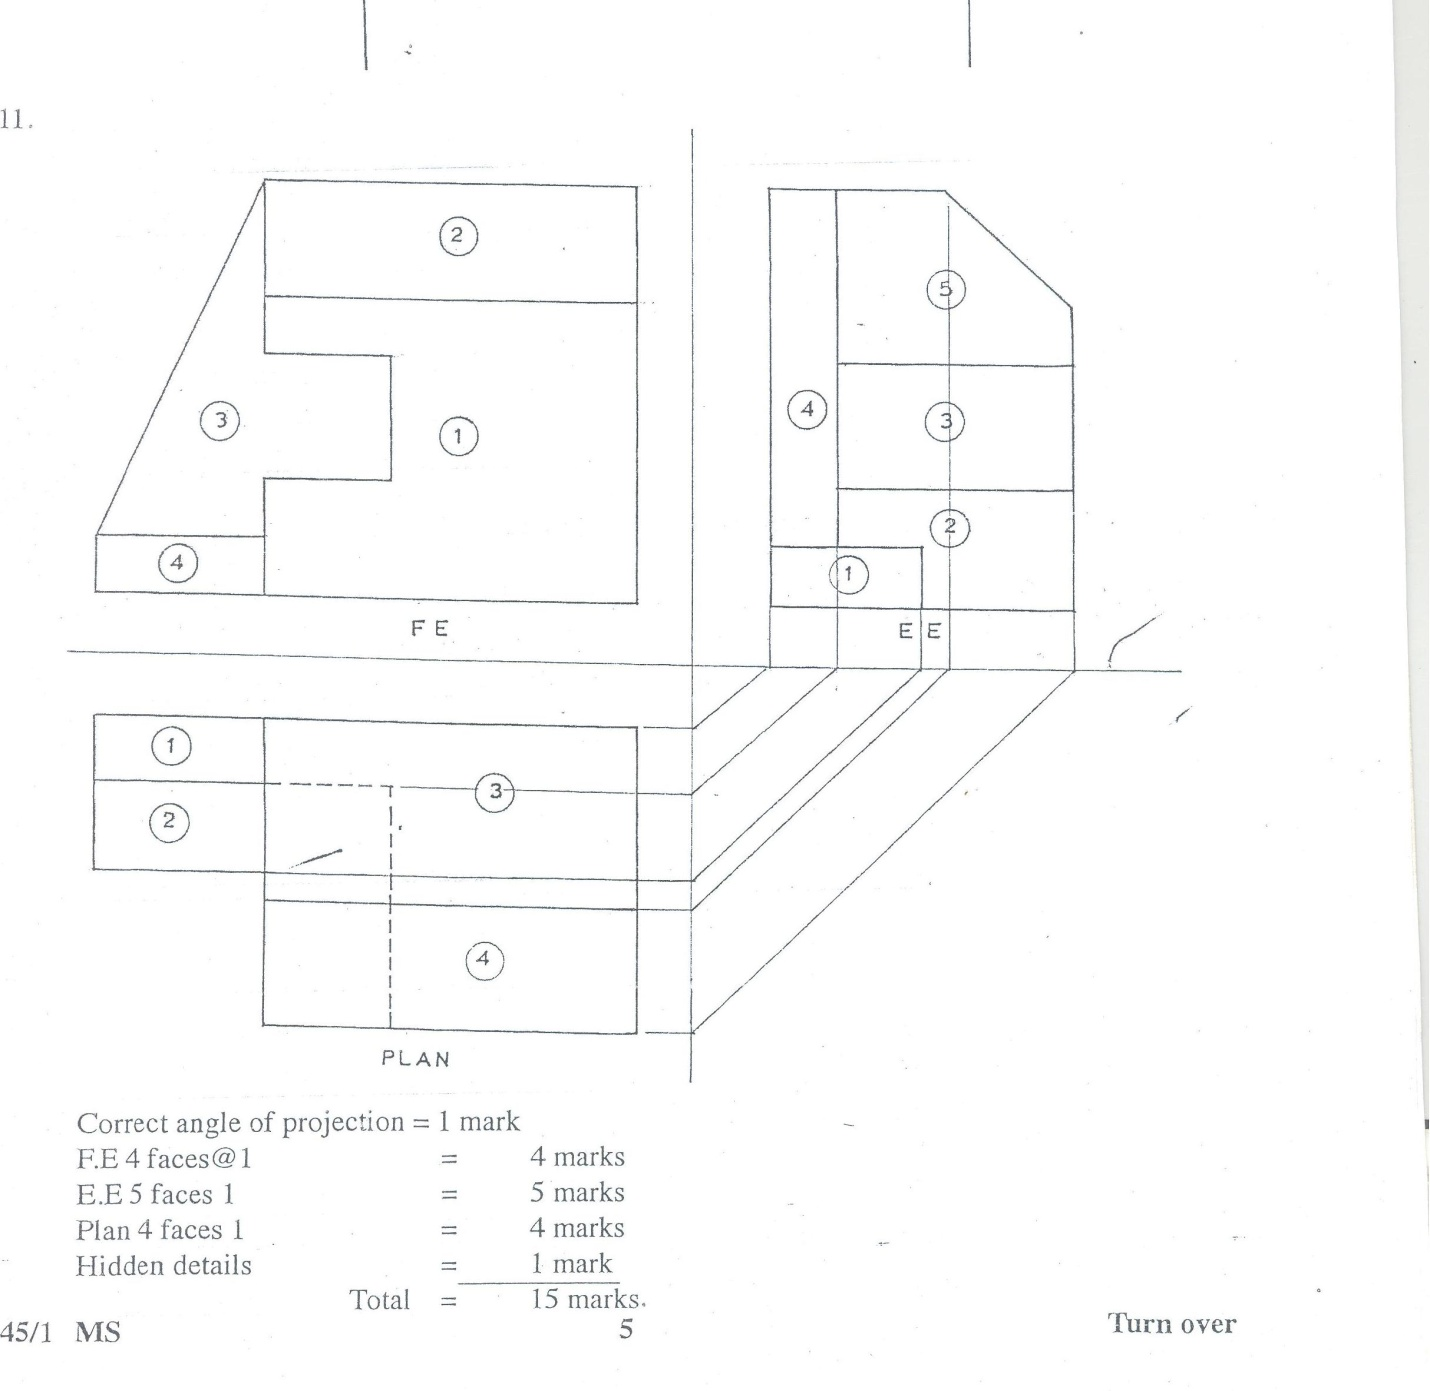 11.
2
3
1
4
F E
5
4
3
2
1
E E
1
2
3
4
PLAN
Correct angle of projection = 1 mark
F.E 4 faces@1 = 4 marks
E.E 5 faces 1 = 5 marks
Plan 4 faces 1 = 4 marks
Hidden details = 1 mark
Total = 15 marks.
45/1 MS 5 Turn over